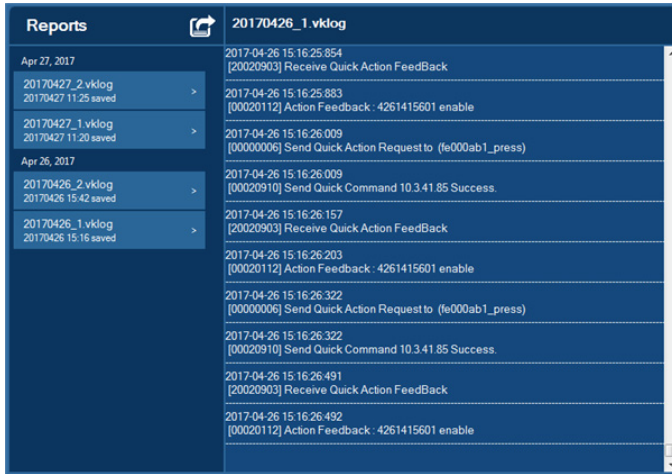 Reports
Apr 27, 2017
20170427_2.vklog
20170427 11:25 saved
>
20170427_1.vklog
20170427 11:20 saved
>
Apr 26, 2017
20170426_2.vklog
20170426 15:42 saved
>
20170426_1.vklog
20170426 15:16 saved
>
20170426_1.vklog
2017-04-26 15:16:25:854
[20020903] Receive Quick Action FeedBack
2017-04-26 15:16:25:883
[00020112] Action Feedback : 4261415601 enable
2017-04-26 15:16:26:009
[00000006] Send Quick Action Request to (fe000ab1_press)
2017-04-26 15:16:26:009
[00020910] Send Quick Command 10.3.41.85 Success.
2017-04-26 15:16:26:157
[20020903] Receive Quick Action FeedBack
2017-04-26 15:16:26:203
[00020112] Action Feedback : 4261415601 enable
2017-04-26 15:16:26:322
[00000006] Send Quick Action Request to (fe000ab1_press)
2017-04-26 15:16:26:322
[00020910] Send Quick Command 10.3.41.85 Success.
2017-04-26 15:16:26:491
[20020903] Receive Quick Action FeedBack
2017-04-26 15:16:26:492
[00020112] Action Feedback : 4261415601 enable